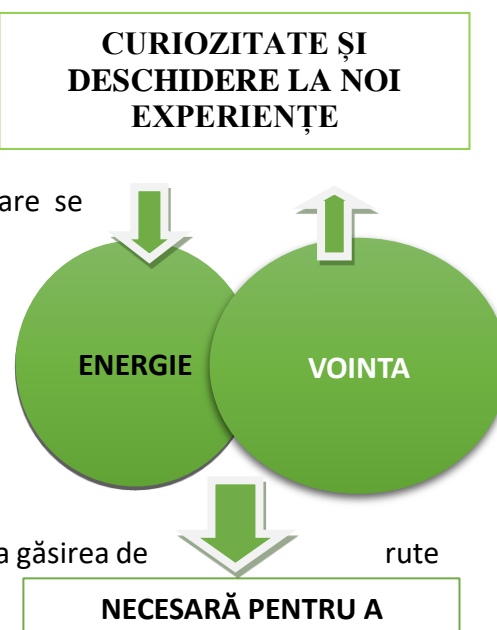 CURIOZITATE ȘI
DESCHIDERE LA NOI
EXPERIENȚE
are se
ENERGIE
VOINTA
a găsirea de rute
NECESARĂ PENTRU A